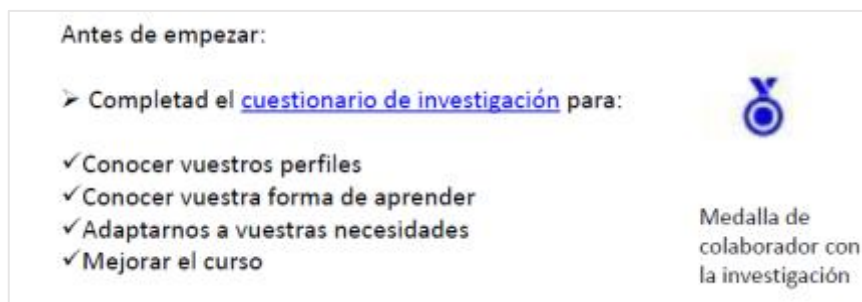 Antes de empezar:
➢ Completad el cuestionario de investigación para:
✓Conocer vuestros perfiles
✓Conocer vuestra forma de aprender
✓Adaptarnos a vuestras necesidades
✓Mejorar el curso
Medalla de
colaborador con
la investigación